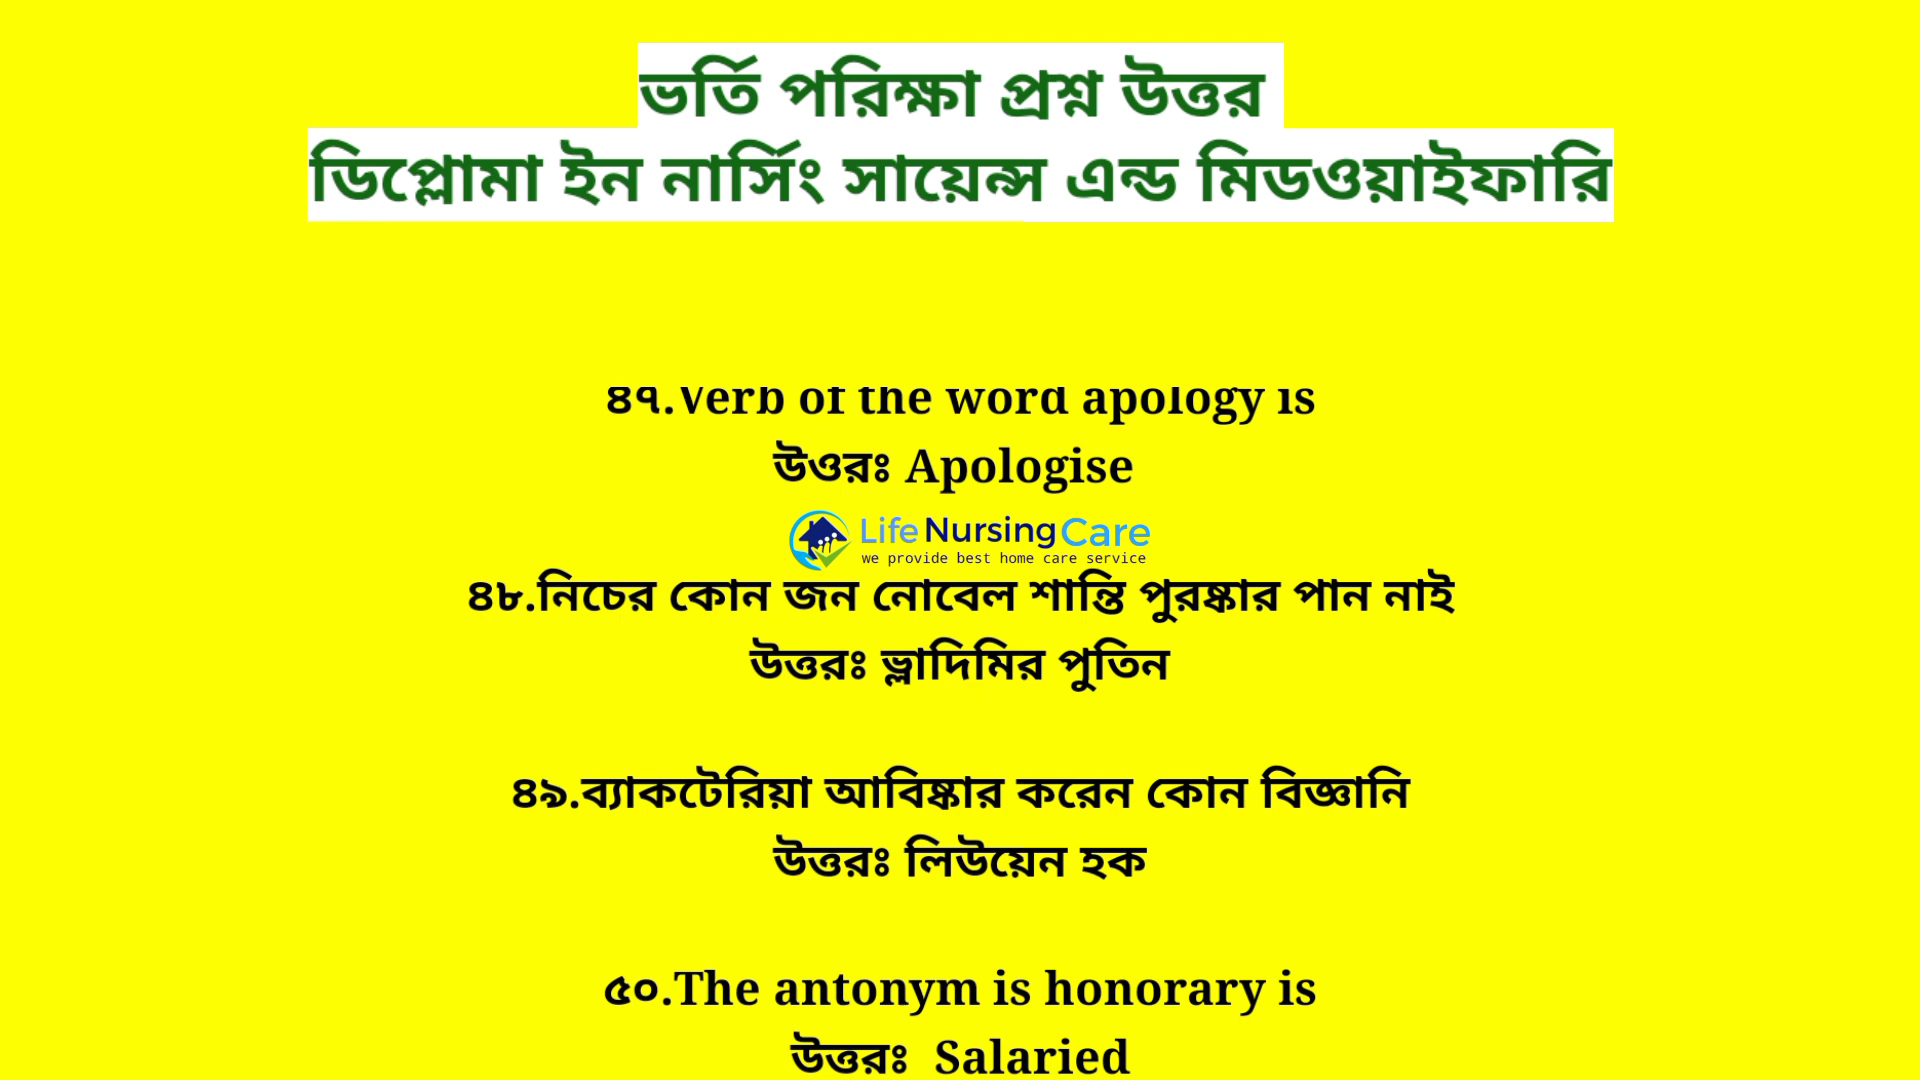 ভর্তি পরিক্ষা প্রশ্ন উত্তর
ডিপ্লোমা ইন নার্সিং সায়েন্স এন্ড মিডওয়াইফারি
৪৭.Verb of the word apology is
উওরঃ Apologise
Life Nursing Care
we provide best home care service
৪৮.নিচের কোন জন নোবেল শান্তি পুরষ্কার পান নাই
উত্তরঃ ভ্লাদিমির পুতিন
৪৯.ব্যাকটেরিয়া আবিষ্কার করেন কোন বিজ্ঞানি
উত্তরঃ লিউয়েন হক
৫০.The antonym is honorary is
উত্তরঃ Salaried